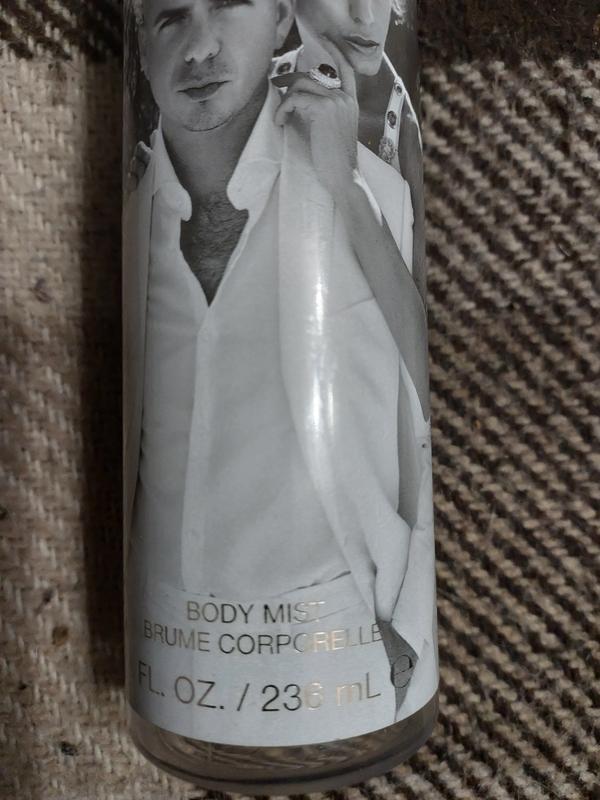 BODY MIST
BRUME CORPORELLE
FL. OZ. / 236 mL ℮